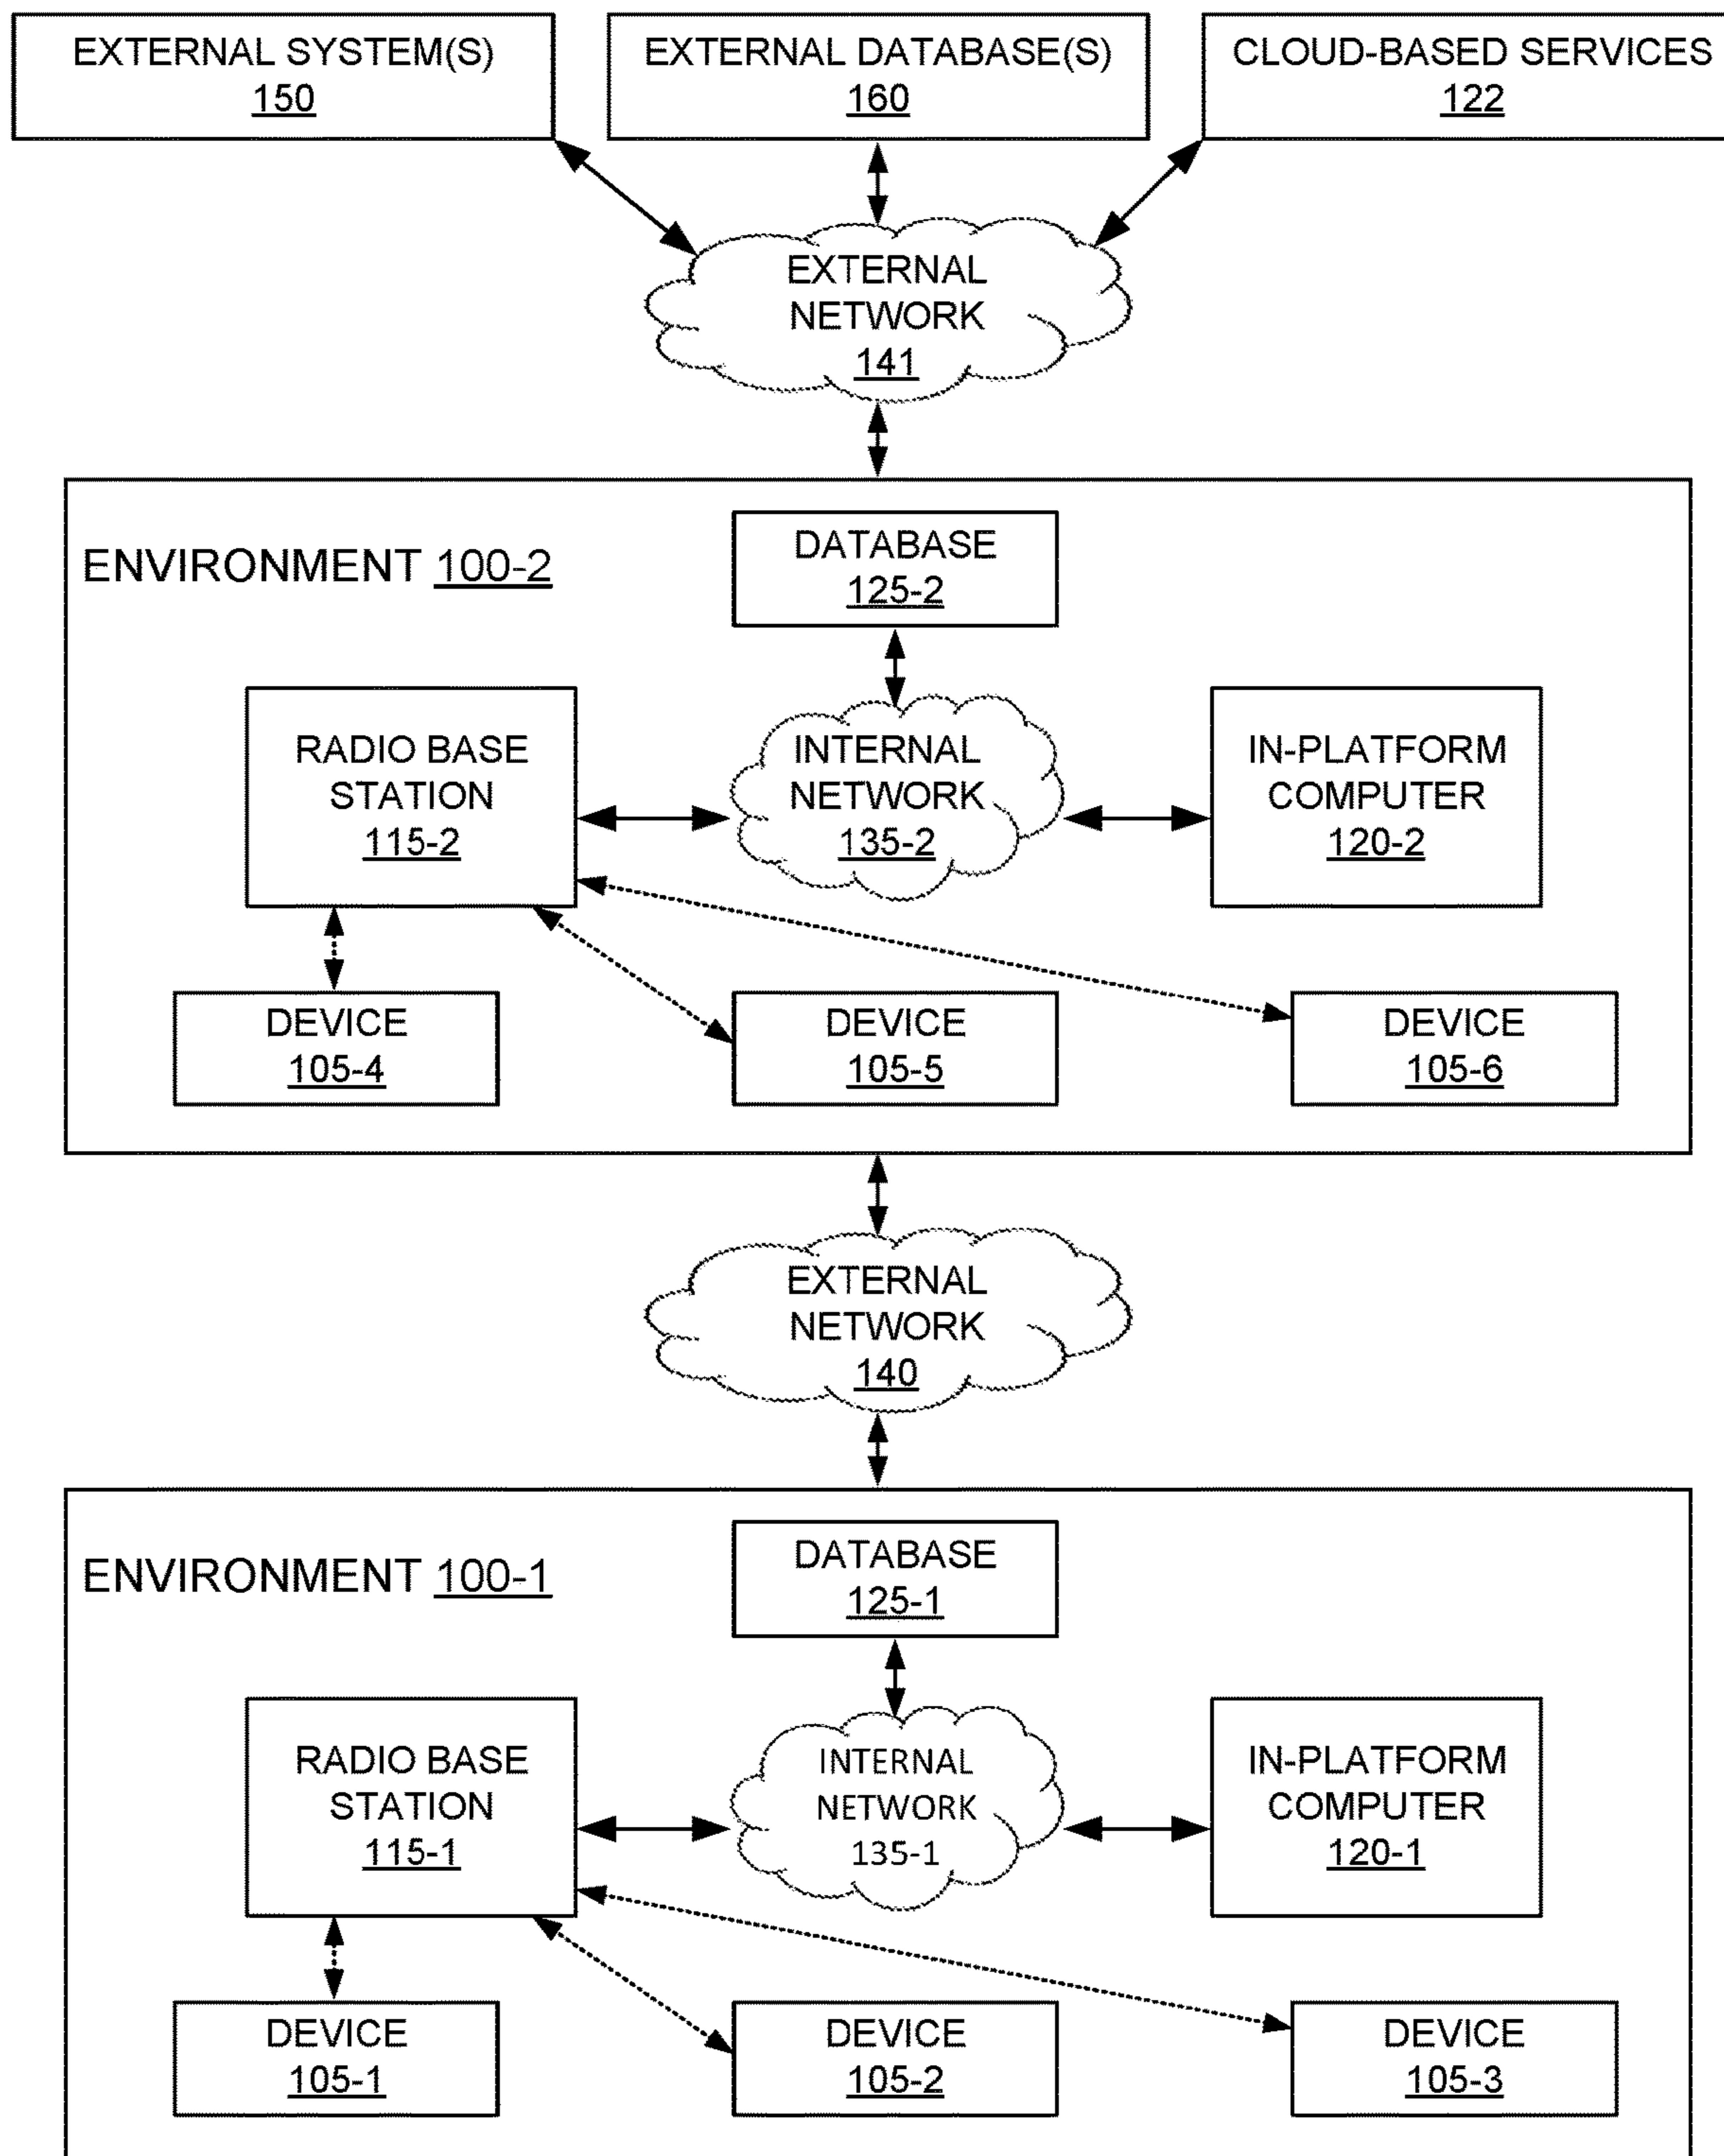 EXTERNAL SYSTEM(S)
150
EXTERNAL DATABASE(S)
160
CLOUD-BASED SERVICES
122
EXTERNAL
NETWORK
141
ENVIRONMENT 100-2
DATABASE
125-2
RADIO BASE
STATION
115-2
INTERNAL
NETWORK
135-2
IN-PLATFORM
COMPUTER
120-2
DEVICE
105-4
DEVICE
105-5
DEVICE
105-6
EXTERNAL
NETWORK
140
ENVIRONMENT 100-1
DATABASE
125-1
RADIO BASE
STATION
115-1
INTERNAL
NETWORK
135-1
IN-PLATFORM
COMPUTER
120-1
DEVICE
105-1
DEVICE
105-2
DEVICE
105-3